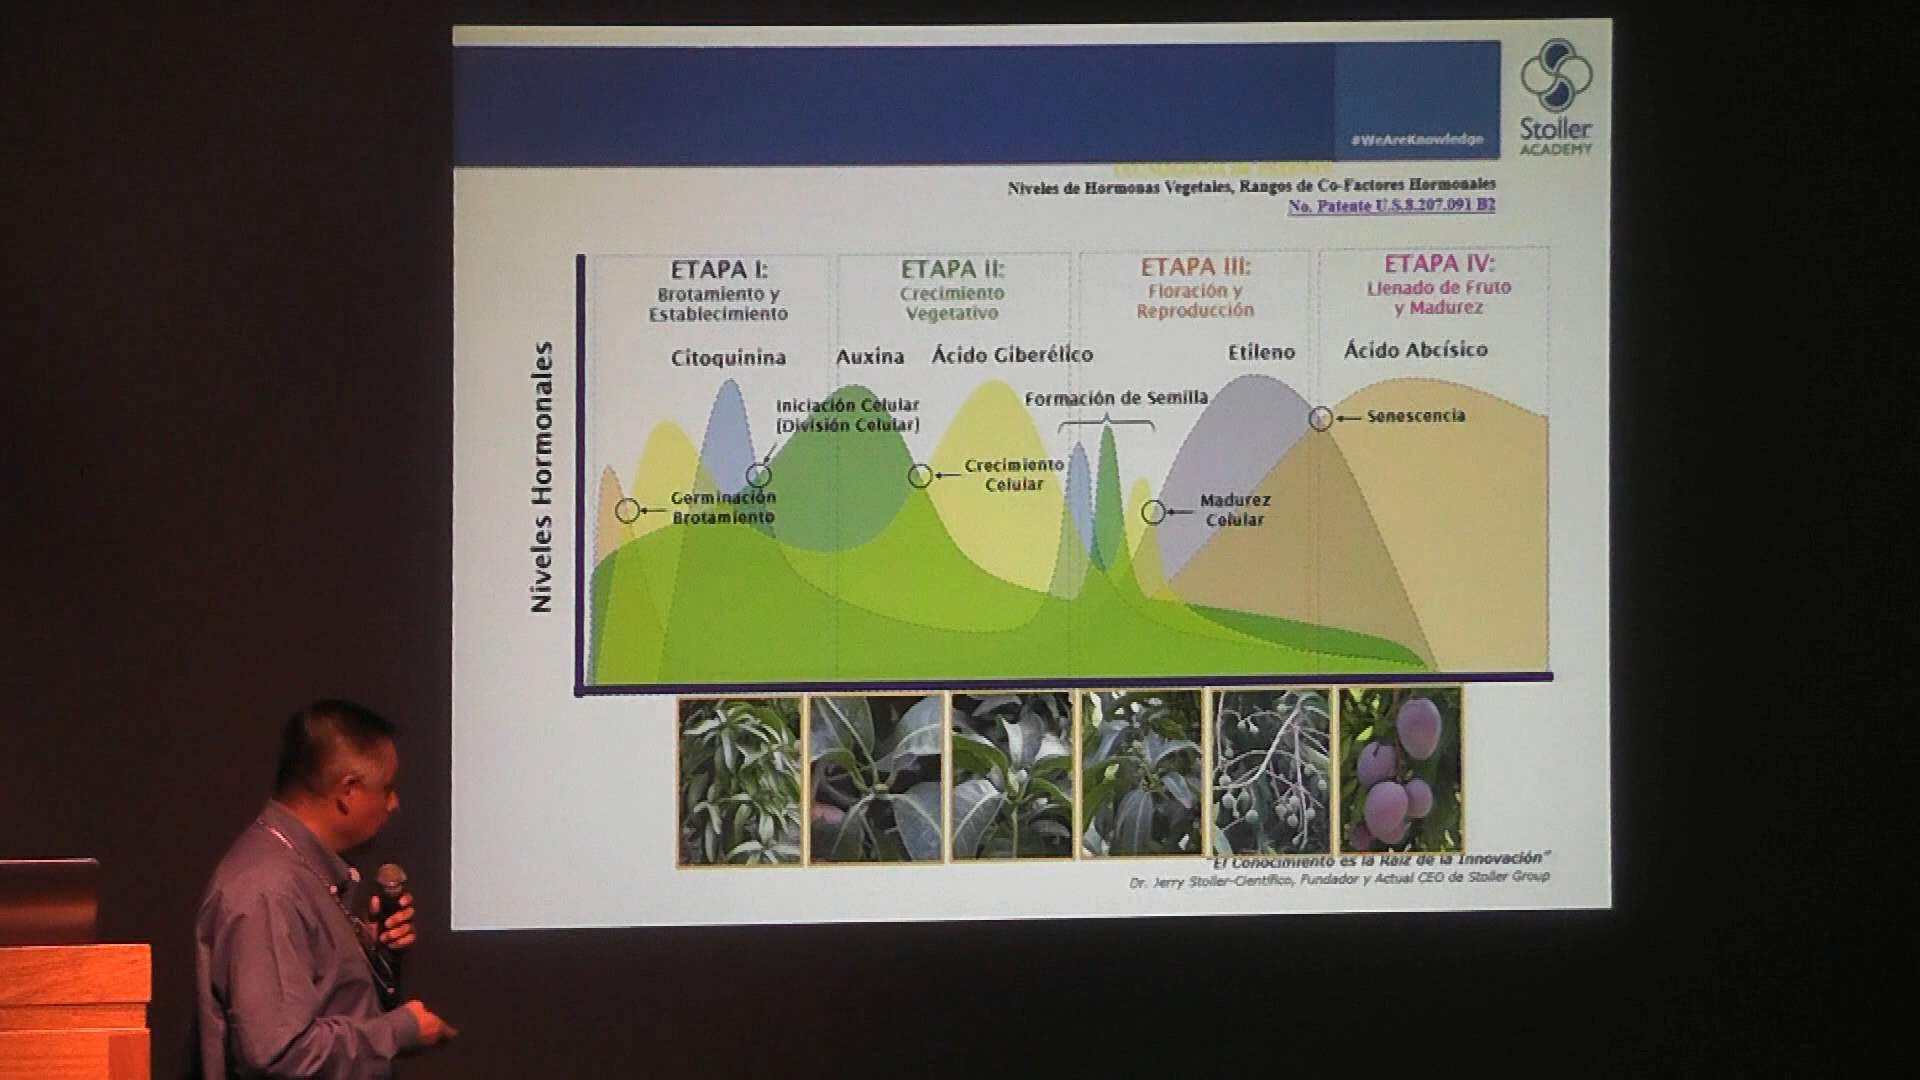 #WeAreKnowledge
Stoller
ACADEMY
Niveles de Hormonas Vegetales, Rangos de Co-Factores Hormonales
No. Patente U.S.8.207.091 B2
ETAPA I:
Brotamiento y
Establecimiento
ETAPA II:
Crecimiento
Vegetativo
ETAPA III:
Floración y
Reproducción
ETAPA IV:
Llenado de Fruto
y Madurez
Niveles Hormonales
Citoquinina
Auxina
Ácido Giberélico
Etileno
Ácido Abcísico
Iniciación Celular
(División Celular)
Formación de Semilla
Senescencia
Crecimiento
Celular
Germinación
Brotamiento
Madurez
Celular
"El Conocimiento es la Raíz de la Innovación"
Dr. Jerry Stoller-Científico, Fundador y Actual CEO de Stoller Group